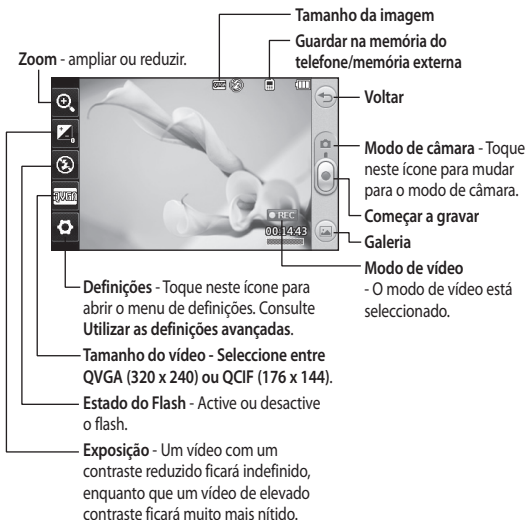 Tamanho da imagem
Guardar na memória do
telefone/memória externa
Zoom - ampliar ou reduzir.
Voltar
Modo de câmara - Toque
neste ícone para mudar
para o modo de câmara.
Começar a gravar
Galeria
Modo de vídeo
- O modo de vídeo está
seleccionado.
QVGA
REC
00:14:43
Definições - Toque neste ícone para
abrir o menu de definições. Consulte
Utilizar as definições avançadas.
Tamanho do vídeo - Seleccione entre
QVGA (320 x 240) ou QCIF (176 x 144).
Estado do Flash - Active ou desactive
o flash.
Exposição - Um vídeo com um
contraste reduzido ficará indefinido,
enquanto que um vídeo de elevado
contraste ficará muito mais nítido.